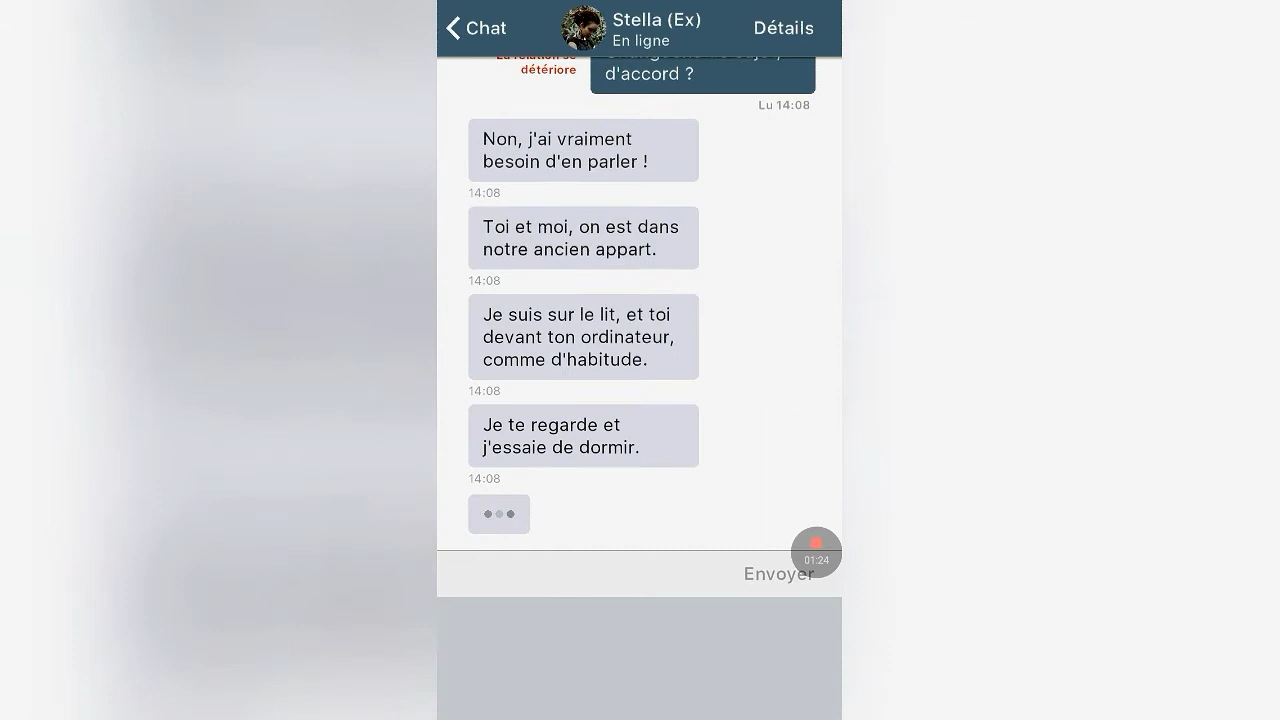 Chat
Stella (Ex)
En ligne
Détails
détériore
d'accord ?
Lu 14:08
Non, j'ai vraiment
besoin d'en parler !
14:08
Toi et moi, on est dans
notre ancien appart.
14:08
Je suis sur le lit, et toi
devant ton ordinateur,
comme d'habitude.
14:08
Je te regarde et
j'essaie de dormir.
14:08
01:24
Envoyer